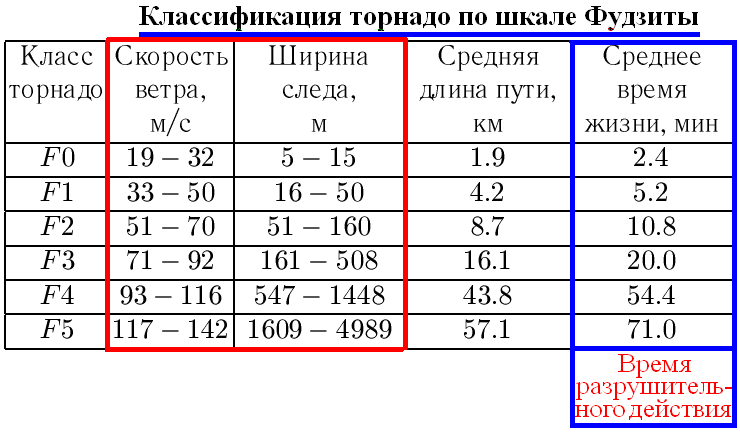 Классификация торнадо по шкале Фудзиты
Класс Скорость Ширина Средняя Среднее
торнадо ветра, следа, длина пути, время
м/с м км жизни, мин
F0 19 – 32 5 – 15 1.9 2.4
F1 33 – 50 16 – 50 4.2 5.2
F2 51 – 70 51 – 160 8.7 10.8
F3 71 – 92 161 – 508 16.1 20.0
F4 93 – 116 547 – 1448 43.8 54.4
F5 117 – 142 1609 – 4989 57.1 71.0
Время
разрушитель-
ного действия